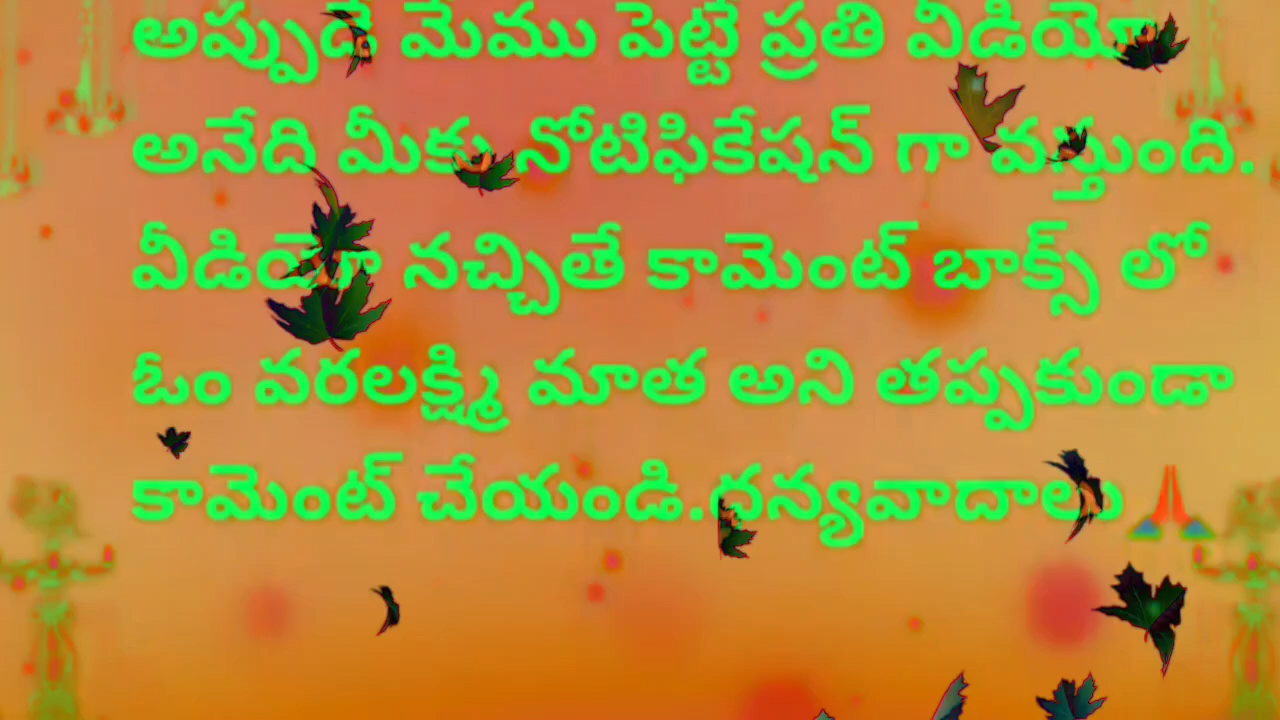 అప్పుడే మేము పెట్టే ప్రతి వీడియో
అనేది మీకు నోటిఫికేషన్ గా వస్తుంది.
వీడియో నచ్చితే కామెంట్ బాక్స్ లో
ఓం వరలక్ష్మి మాత అని తప్పకుండా
కామెంట్ చేయండి.ధన్యవాదాలు 🙏